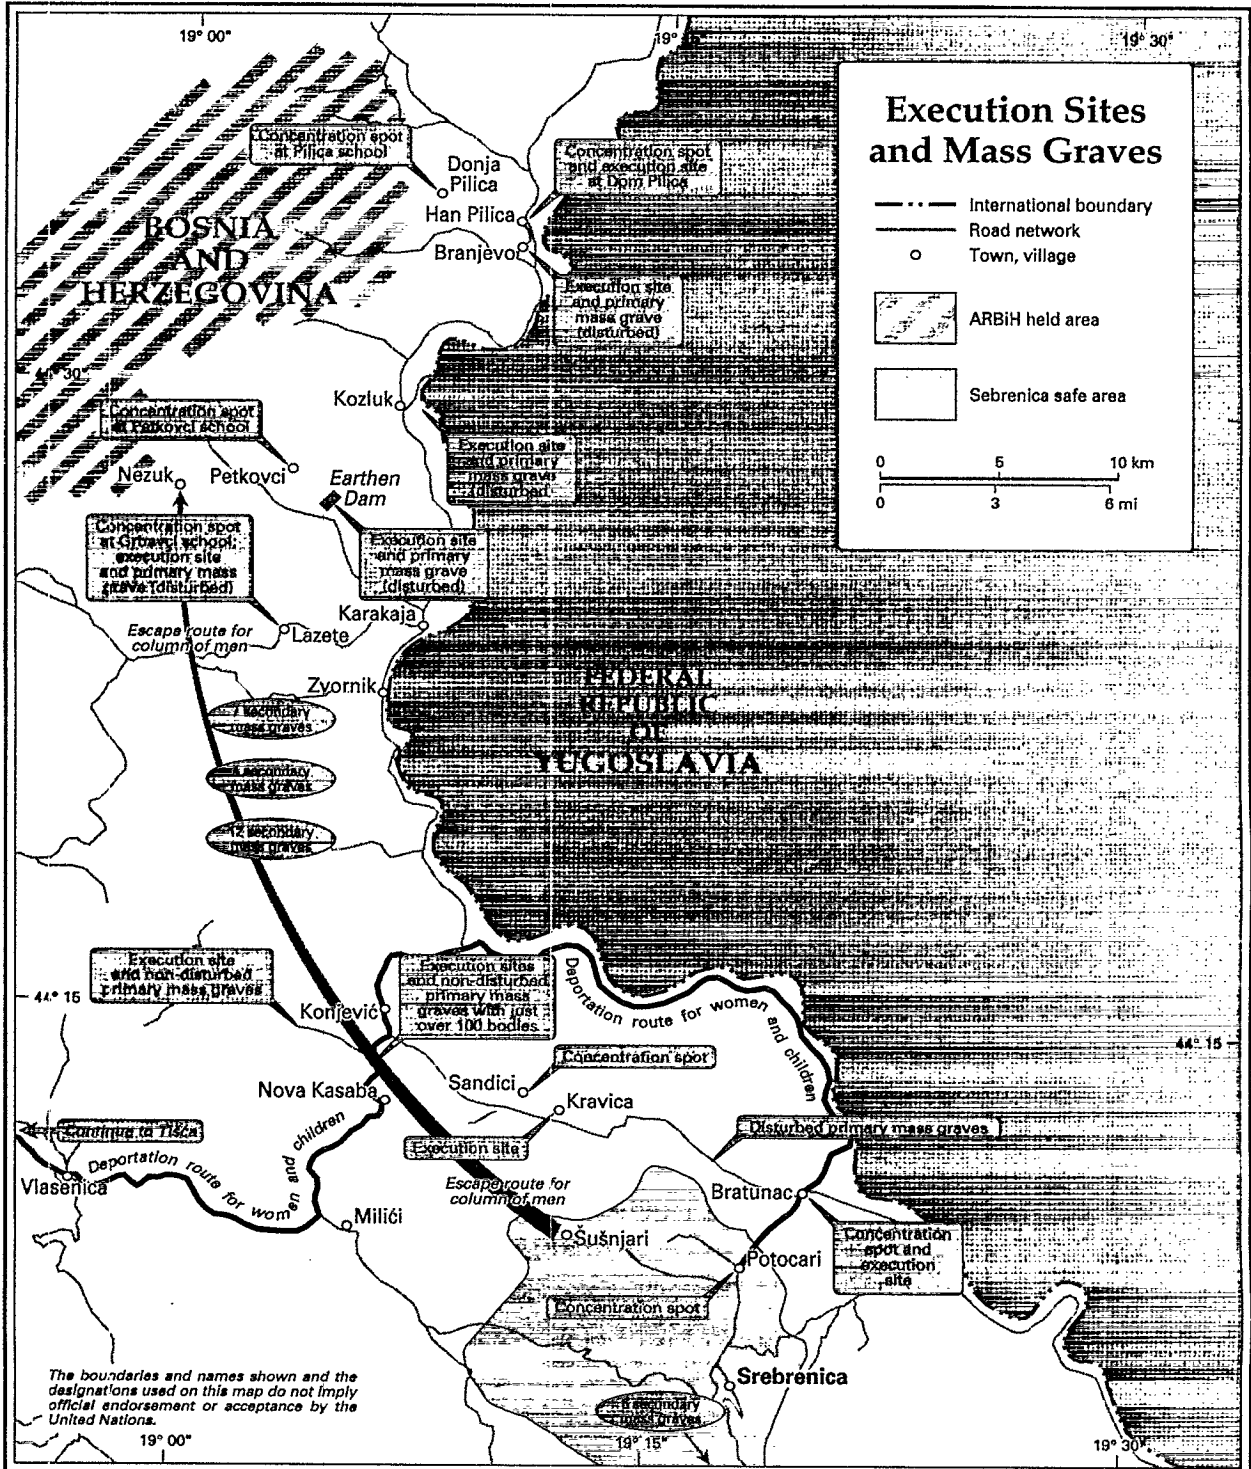 19° 00"
19°
19° 30"
Execution Sites
and Mass Graves
International boundary
Road network
Town, village
ARBiH held area
Sebrenica safe area
0 5 10 km
0 3 6 mi
Concentration spot
at Pilica school
Donja
Pilica
Concentration spot
and execution site
at Dom Pilica
Han Pilica
Branjevo
BOSNIA
AND
HERZEGOVINA
Execution site
and primary
mass grave
(disturbed)
44° 30"
Kozluk
Concentration spot
at Petkovci school
Execution site
and primary
mass grave
(disturbed
Nezuk
Petkovci
Earthen
Dam
Concentration spot
at Grbavci school,
execution site
and primary mass
grave (disturbed)
Execution site
and primary
mass grave
(disturbed)
Karakaja
Escape route for
column of men
Lazete
Zvornik
FEDERAL
REPUBLIC
OF
YUGOSLAVIA
7 secondary
mass graves
secondary
mass graves
12 secondary
mass graves
Execution site
and non-disturbed
primary mass graves
Execution sites
and non-disturbed
primary mass
graves with just
over 100 bodies
Deportation route for women and children
44° 15
Konjević
44° 15
Concentration spot
Sandici
Nova Kasaba
Kravica
Continue to Tišća
Disturbed primary mass graves
Execution site
Deportation route for women and children
Vlasenica
Escape route for
column of men
Bratunac
Milići
Šušnjari
Potocari
Concentration
spot and
execution
site
Concentration spot
Srebrenica
secondary
mass graves
The boundaries and names shown and the
designations used on this map do not imply
official endorsement or acceptance by the
United Nations.
19° 00"
19° 15"
19° 30"